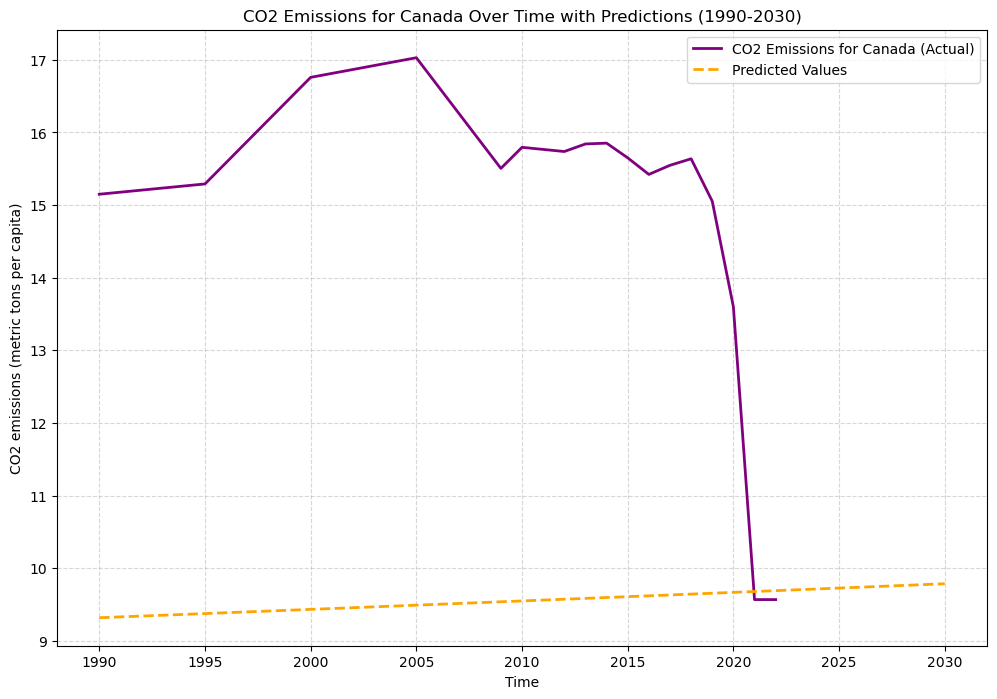 CO2 Emissions for Canada Over Time with Predictions (1990-2030)
CO2 Emissions for Canada (Actual)
Predicted Values
CO2 emissions (metric tons per capita)
17
16
15
14
13
12
11
10
9
1990 1995 2000 2005 2010 2015 2020 2025 2030
Time